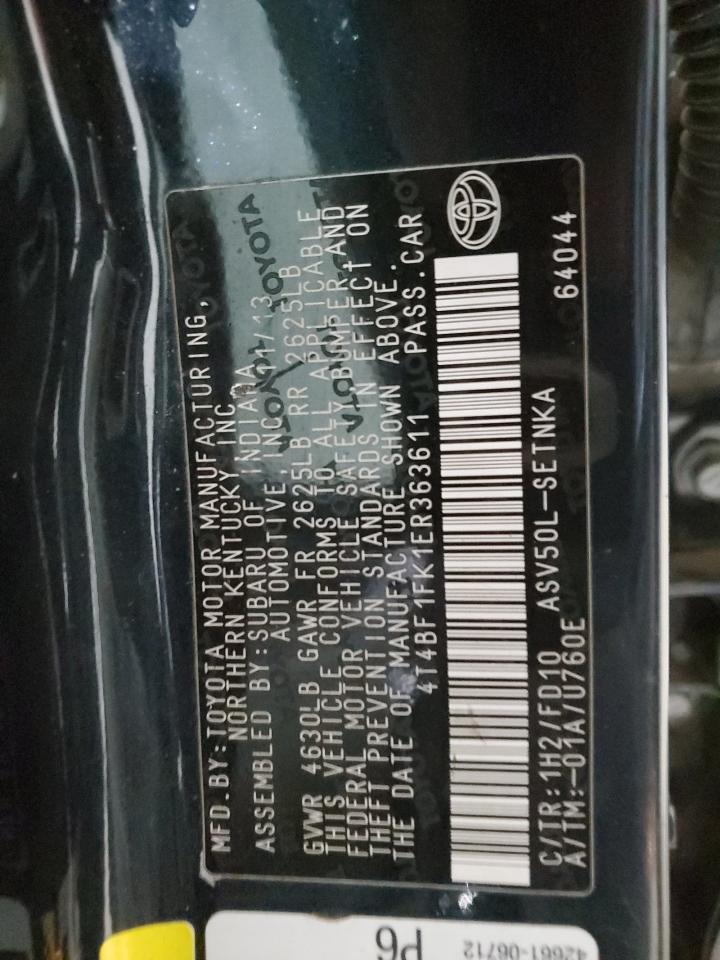 MFD.BY:TOYOTA MOTOR MANUFACTURING,
NORTHERN KENTUCKY INC
ASSEMBLED BY:SUBARU OF INDIANA
AUTOMOTIVE,INC 11/13
GVWR 4630LB GAWR FR 2625LB RR 2625LB
THIS VEHICLE CONFORMS TO ALL APPLICABLE
FEDERAL MOTOR VEHICLE SAFETY,BUMPER AND
THEFT PREVENTION STANDARDS IN EFFECT ON
THE DATE OF MANUFACTURE SHOWN ABOVE.
4T4BF1FK1ER363611 PASS.CAR
C/TR:1H2/FD10 ASV50L-SETNKA 64044
A/TM:-01A/U760E
42661-06712